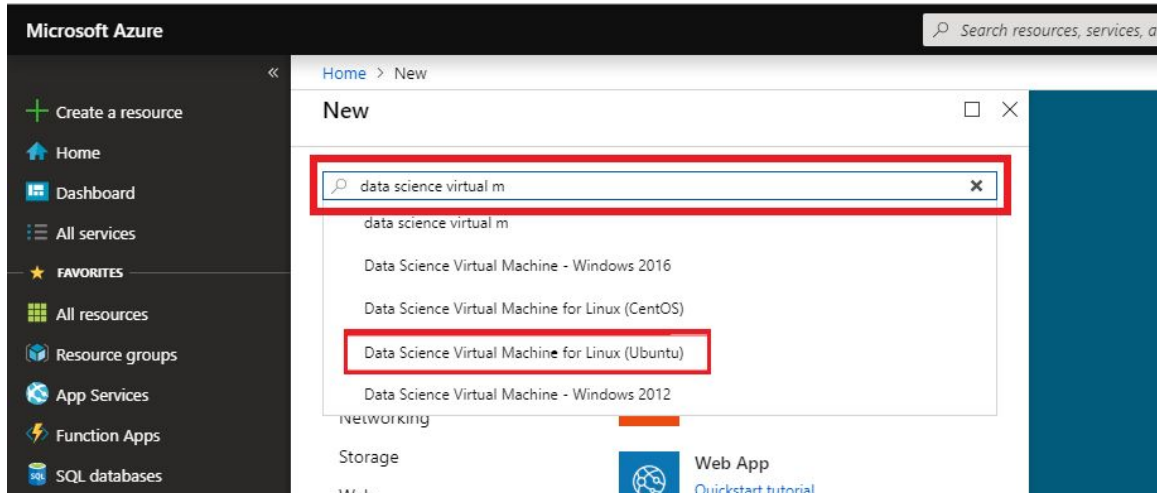 Microsoft Azure
Search resources, services, a
Home > New
Create a resource
Home
Dashboard
All services
FAVORITES
All resources
Resource groups
App Services
Function Apps
SQL databases
New
data science virtual m
data science virtual m
Data Science Virtual Machine - Windows 2016
Data Science Virtual Machine for Linux (CentOS)
Data Science Virtual Machine for Linux (Ubuntu)
Data Science Virtual Machine - Windows 2012
Networking
Storage
Web App
Quickstart tutorial